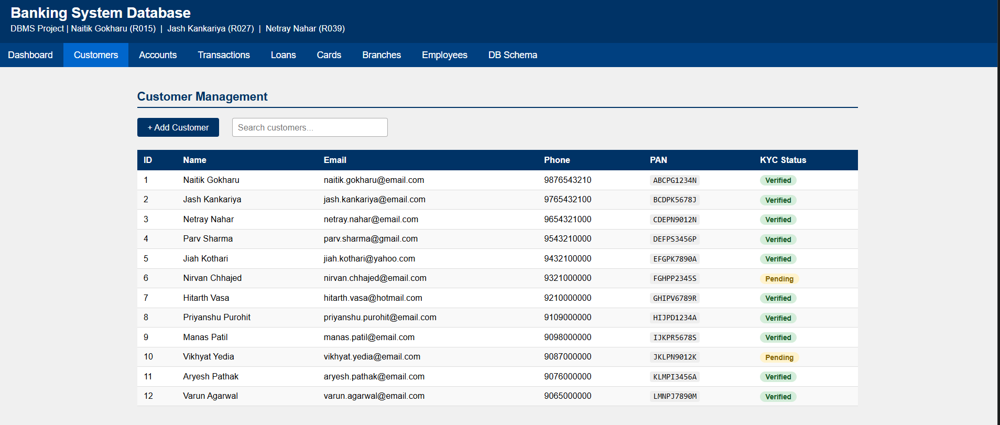 Banking System Database
DBMS Project | Naitik Gokharu (R015) | Jash Kankariya (R027) | Netray Nahar (R039)
Dashboard Customers Accounts Transactions Loans Cards Branches Employees DB Schema
Customer Management
+ Add Customer Search customers...
ID Name Email Phone PAN KYC Status
1 Naitik Gokharu naitik.gokharu@email.com 9876543210 ABCPG1234N Verified
2 Jash Kankariya jash.kankariya@email.com 9765432100 BCDPK5678J Verified
3 Netray Nahar netray.nahar@email.com 9654321000 CDEPN9012N Verified
4 Parv Sharma parv.sharma@gmail.com 9543210000 DEFPS3456P Verified
5 Jiah Kothari jiah.kothari@yahoo.com 9432100000 EFGPK7890A Verified
6 Nirvan Chhajed nirvan.chhajed@email.com 9321000000 FGHPP2345S Pending
7 Hitarth Vasa hitarth.vasa@hotmail.com 9210000000 GHIPV6789R Verified
8 Priyanshu Purohit priyanshu.purohit@email.com 9109000000 HIJPD1234A Verified
9 Manas Patil manas.patil@email.com 9098000000 IJKPR5678S Verified
10 Vikhyat Yedia vikhyat.yedia@email.com 9087000000 JKLPN9012K Pending
11 Aryesh Pathak aryesh.pathak@email.com 9076000000 KLMPI3456A Verified
12 Varun Agarwal varun.agarwal@email.com 9065000000 LMNPJ7890M Verified